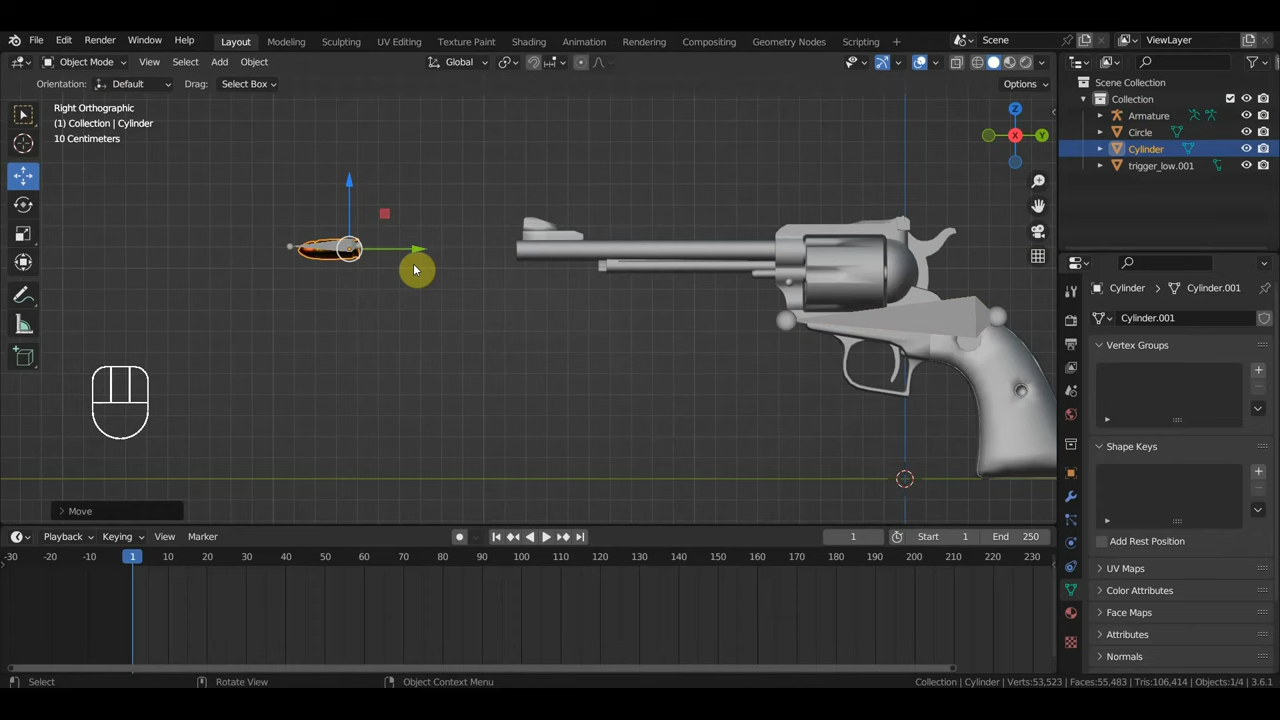 File Edit Render Window Help Layout Modeling Sculpting UV Editing Texture Paint Shading Animation Rendering Compositing Geometry Nodes Scripting + Scene ViewLayer
Object Mode View Select Add Object Global
Orientation: Default Drag: Select Box Options
Right Orthographic
(1) Collection | Cylinder
10 Centimeters
Z
X
Y
Move
Scene Collection
Collection
Armature
Circle
Cylinder
trigger_low.001
Cylinder > Cylinder.001
Cylinder.001
Vertex Groups
Shape Keys
Add Rest Position
UV Maps
Color Attributes
Face Maps
Attributes
Normals
Playback Keying View Marker 1 Start 1 End 250
-30 -20 -10 1 10 20 30 40 50 60 70 80 90 100 110 120 130 140 150 160 170 180 190 200 210 220 230
Select Rotate View Object Context Menu Collection | Cylinder | Verts:53,523 | Faces:55,483 | Tris:106,414 | Objects:1/4 | 3.6.1